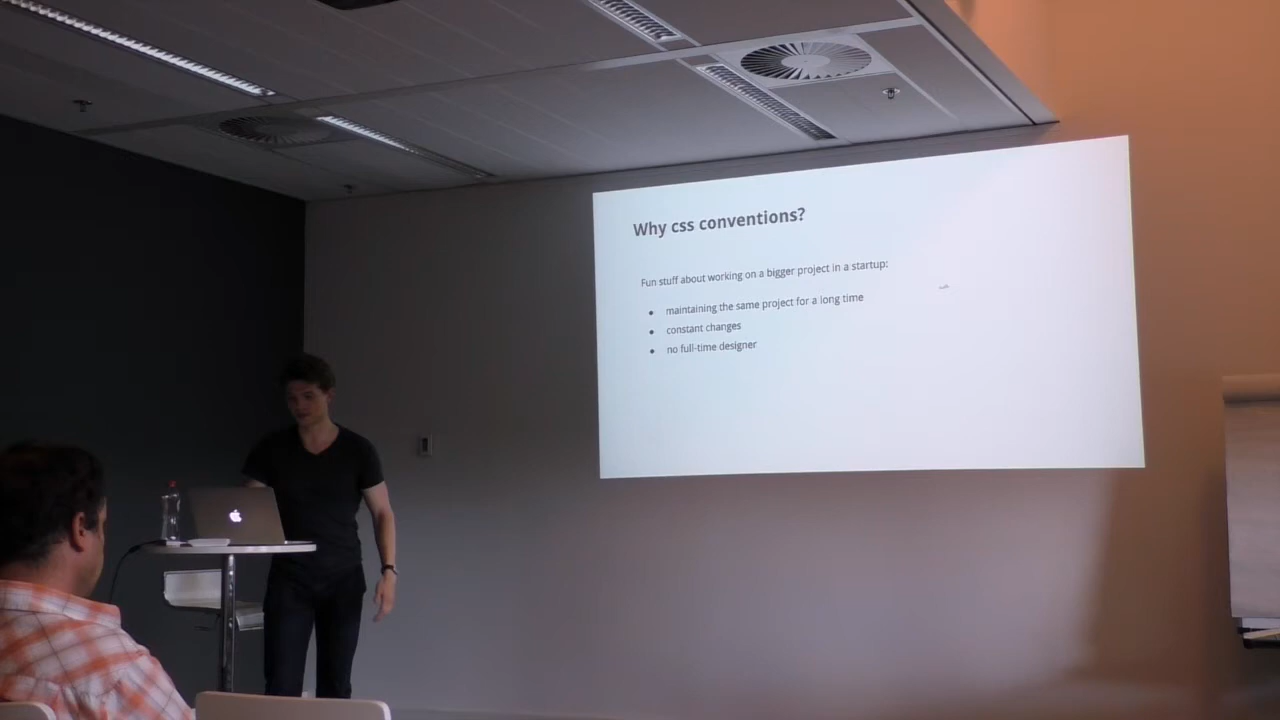 Why css conventions?
Fun stuff about working on a bigger project in a startup:
maintaining the same project for a long time
constant changes
no full-time designer